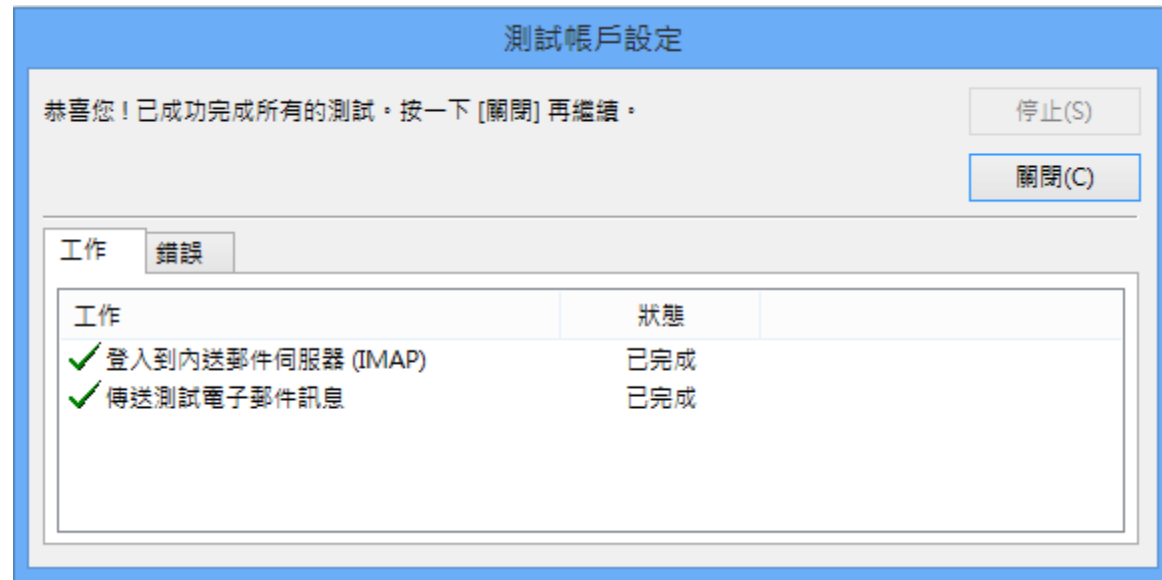 測試帳戶設定
恭喜您！已成功完成所有的測試。按一下 [關閉] 再繼續。
停止(S)
關閉(C)
工作 錯誤
工作 狀態
登入到內送郵件伺服器 (IMAP) 已完成
傳送測試電子郵件訊息 已完成